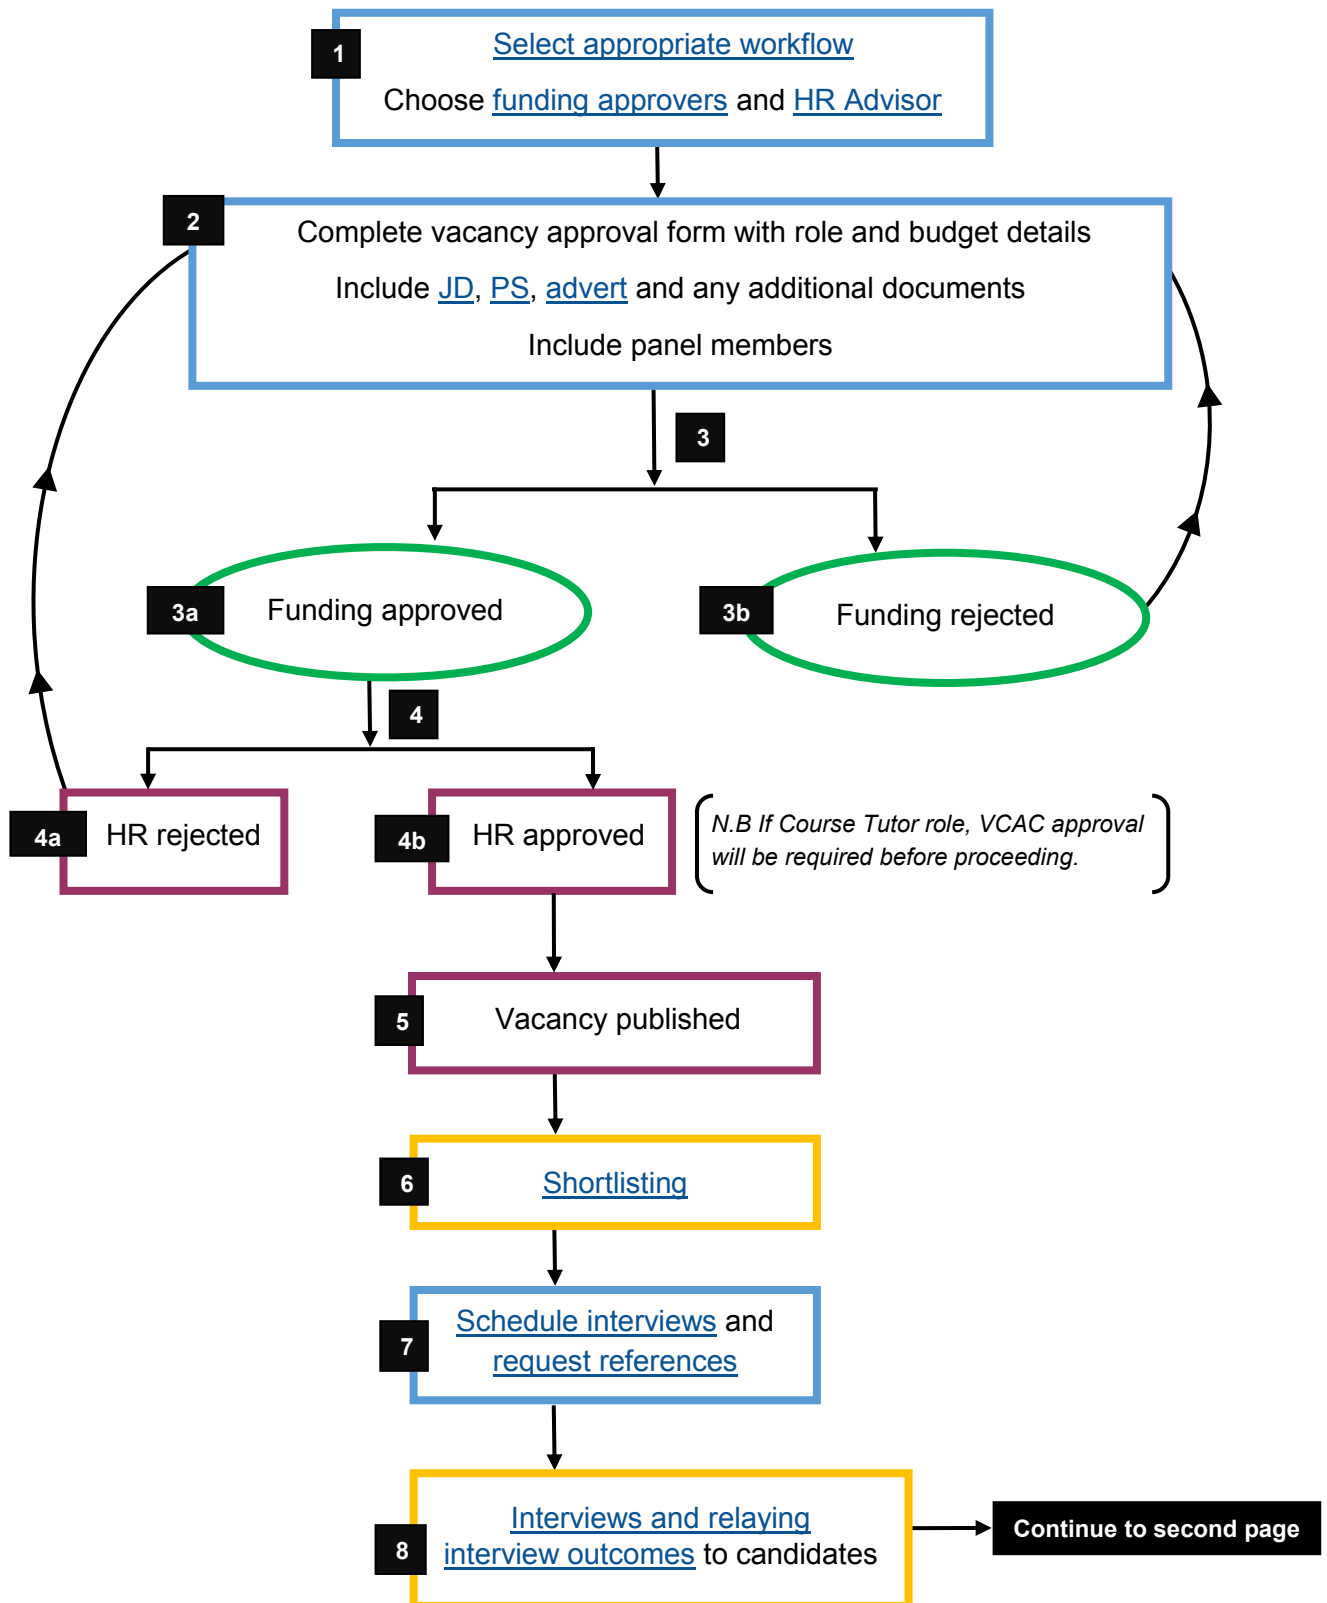 1
Select appropriate workflow
Choose funding approvers and HR Advisor
2
Complete vacancy approval form with role and budget details
Include JD, PS, advert and any additional documents
Include panel members
3
3a
Funding approved
3b
Funding rejected
4
4a
HR rejected
4b
HR approved
N.B If Course Tutor role, VCAC approval
will be required before proceeding.
5
Vacancy published
6
Shortlisting
7
Schedule interviews and
request references
8
Interviews and relaying
interview outcomes to candidates
Continue to second page